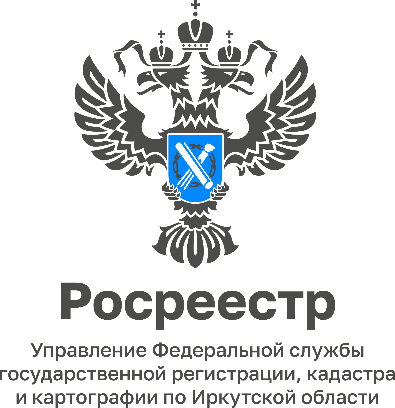 Росреестр
Управление Федеральной службы
государственной регистрации, кадастра
и картографии по Иркутской области